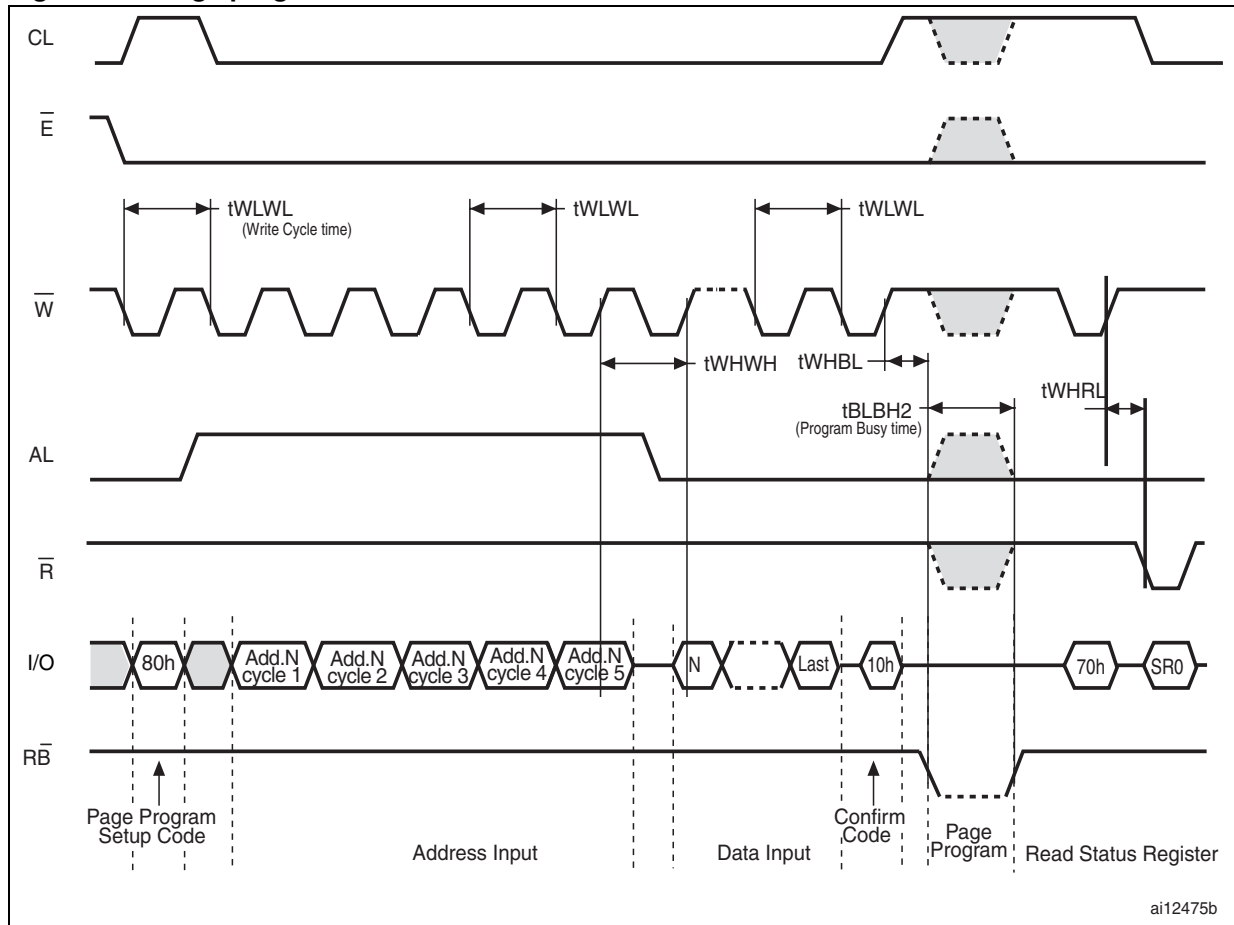 CL
E̅
tWLWL
tWLWL
tWLWL
(Write Cycle time)
W̅
tWHWH
tWHBL
tWHRL
tBLBH2
(Program Busy time)
AL
R̅
I/O
80h
Add.N
cycle 1
Add.N
cycle 2
Add.N
cycle 3
Add.N
cycle 4
Add.N
cycle 5
N
Last
10h
70h
SR0
RB̅
Page Program
Setup Code
Confirm
Code
Page
Program
Address Input
Data Input
Read Status Register
ai12475b